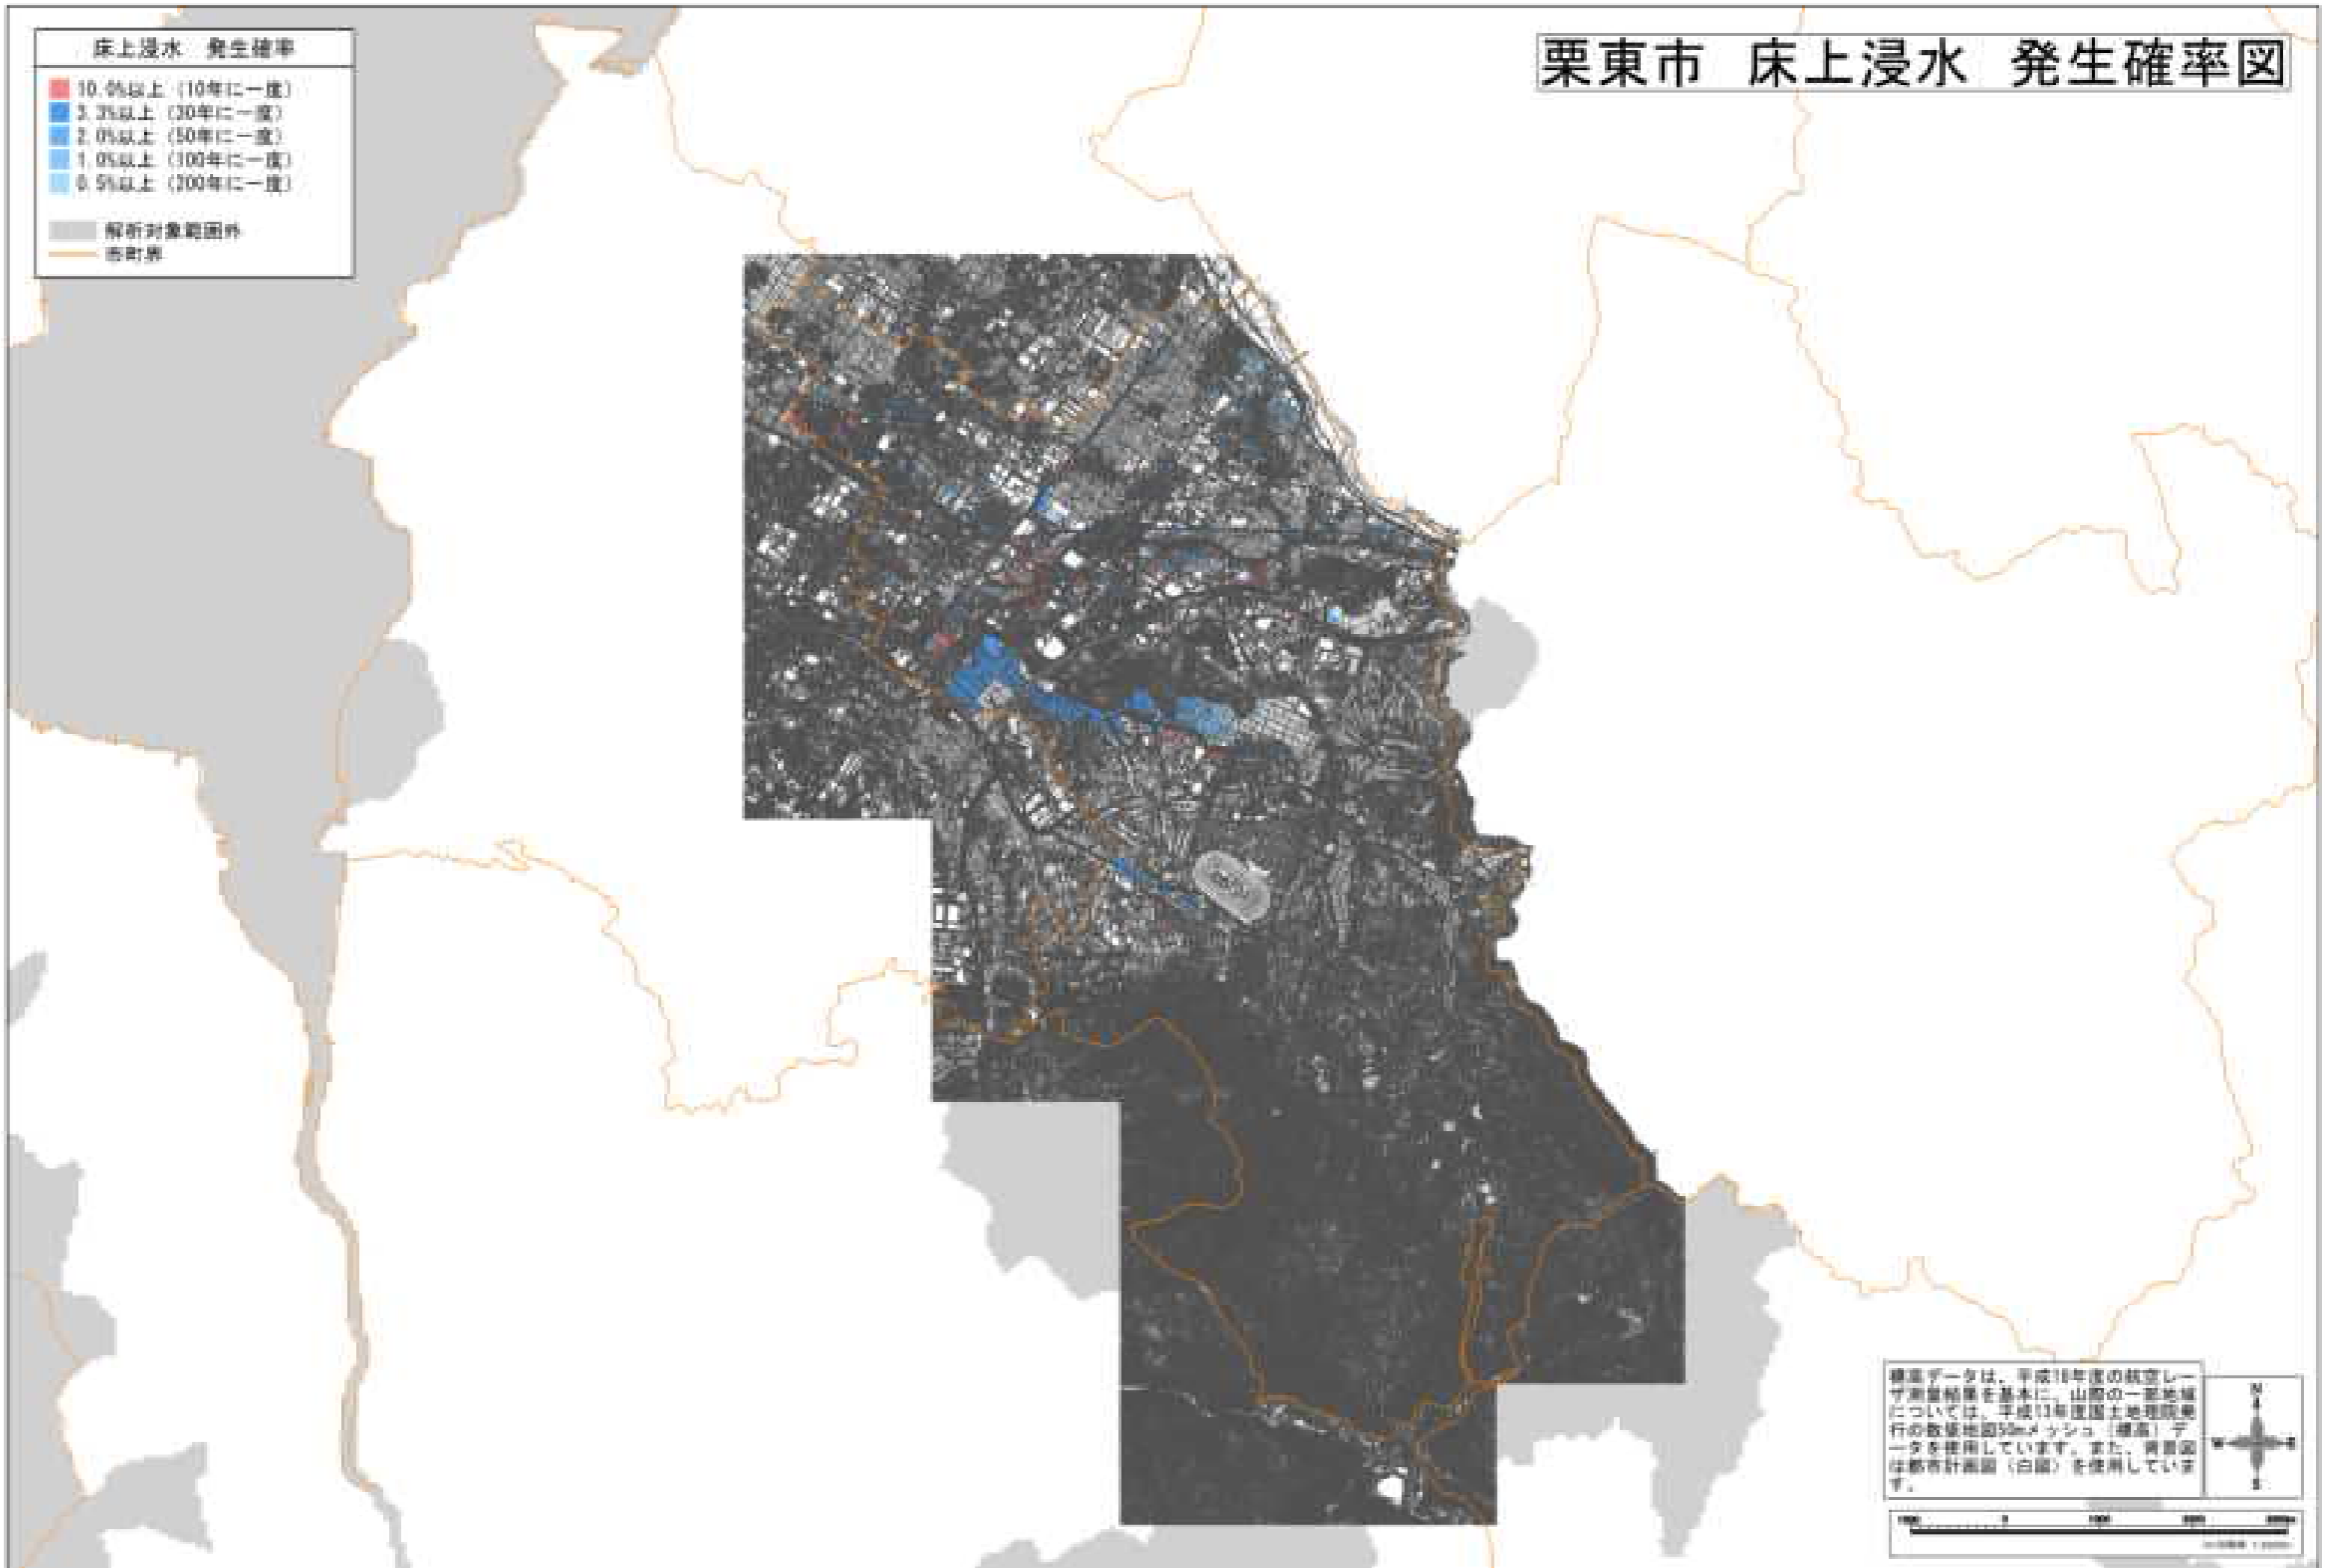 栗東市 床上浸水 発生確率図
床上浸水 発生確率
10.0%以上（10年に一度）
3.3%以上（30年に一度）
2.0%以上（50年に一度）
1.0%以上（100年に一度）
0.5%以上（200年に一度）
解析対象範囲外
市町界
標高データは、平成18年度の航空レー
ザ測量結果を基本に、山際の一部地域
については、平成13年度国土地理院発
行の数値地図50mメッシュ（標高）デ
ータを使用しています。また、背景図
は都市計画図（白図）を使用していま
す。
N
W E
S